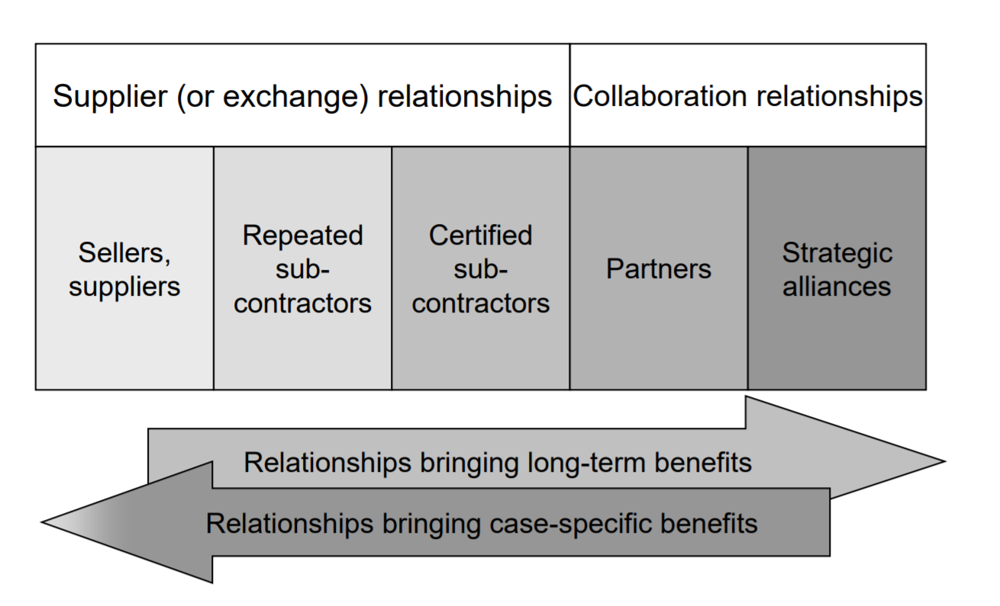 Supplier (or exchange) relationships
Collaboration relationships
Sellers,
suppliers
Repeated
sub-
contractors
Certified
sub-
contractors
Partners
Strategic
alliances
Relationships bringing long-term benefits
Relationships bringing case-specific benefits